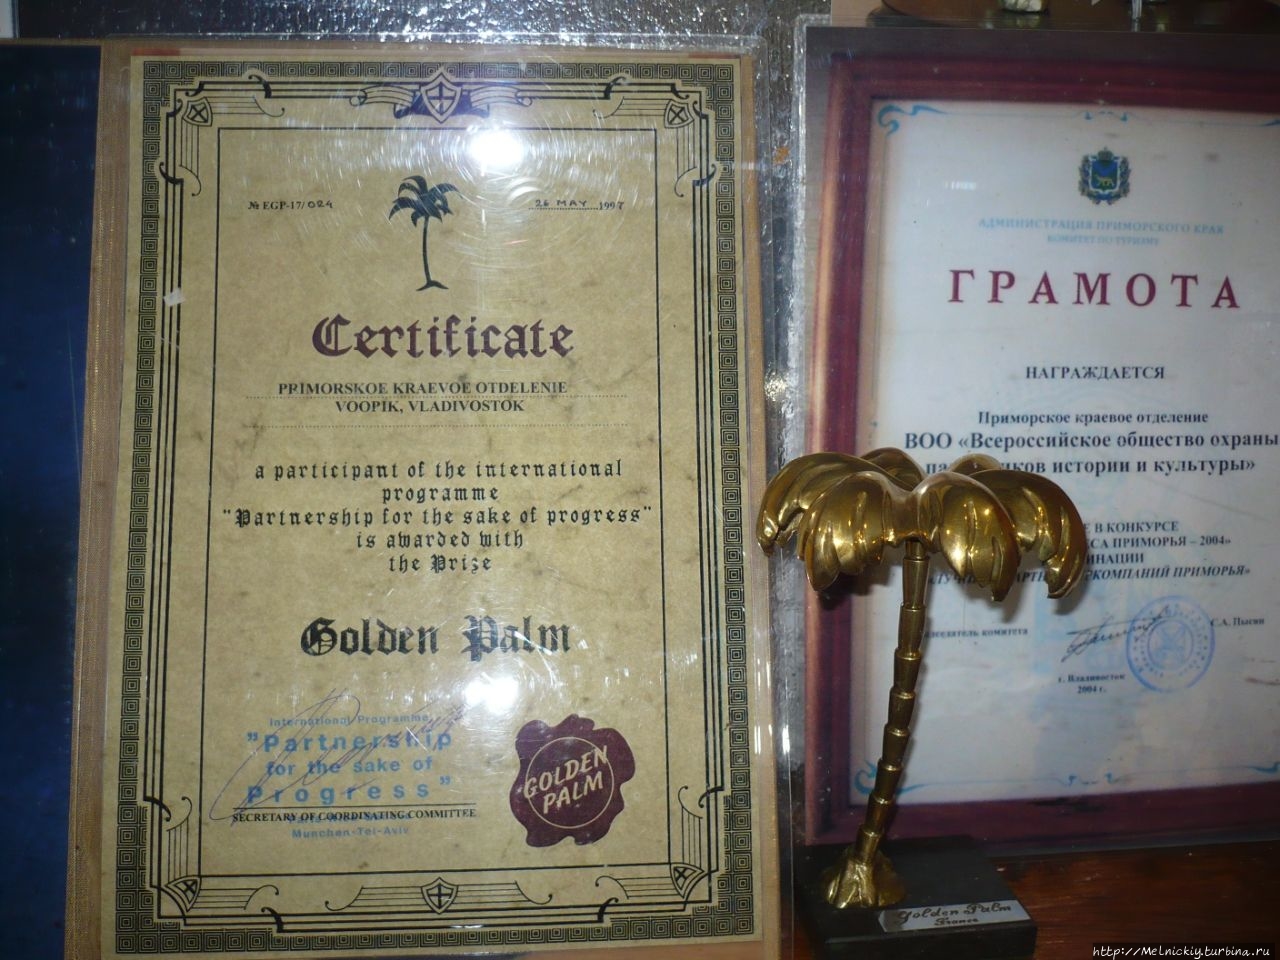 № EGP-17/024
26 MAY 1997
Certificate
PRIMORSKOE KRAEVOE OTDELENIE
VOOPIK, VLADIVOSTOK
a participant of the international
programme
"Partnership for the sake of progress"
is awarded with
the Prize
Golden Palm
International Programme
"Partnership
for the sake of
Progress"
SECRETARY OF COORDINATING COMMITTEE
Munchen-Tel-Aviv
GOLDEN
PALM
АДМИНИСТРАЦИЯ ПРИМОРСКОГО КРАЯ
КОМИТЕТ ПО ТУРИЗМУ
ГРАМОТА
НАГРАЖДАЕТСЯ
Приморское краевое отделение
ВОО «Всероссийское общество охраны
истории и культуры»
В КОНКУРСЕ
ПРИМОРЬЯ – 2004»
ПРИМОРЬЯ»
комитета
С.А. Пысин
г. Владивосток
2004 г.
Golden Palm
France
http://Melnickiy.turbina.ru